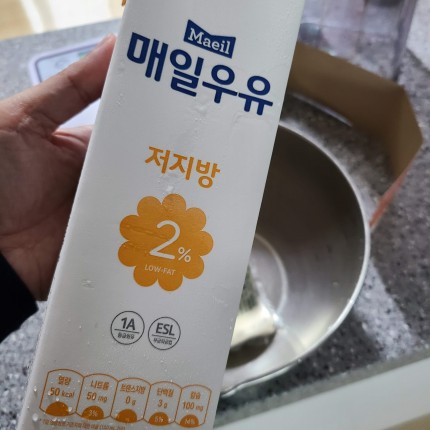 Maeil
매일우유
저지방
2%
LOW-FAT
1A
ESL
열량 나트륨 트랜스지방 단백질 칼슘
50 kcal 50 mg 0 g 3 g 100 mg